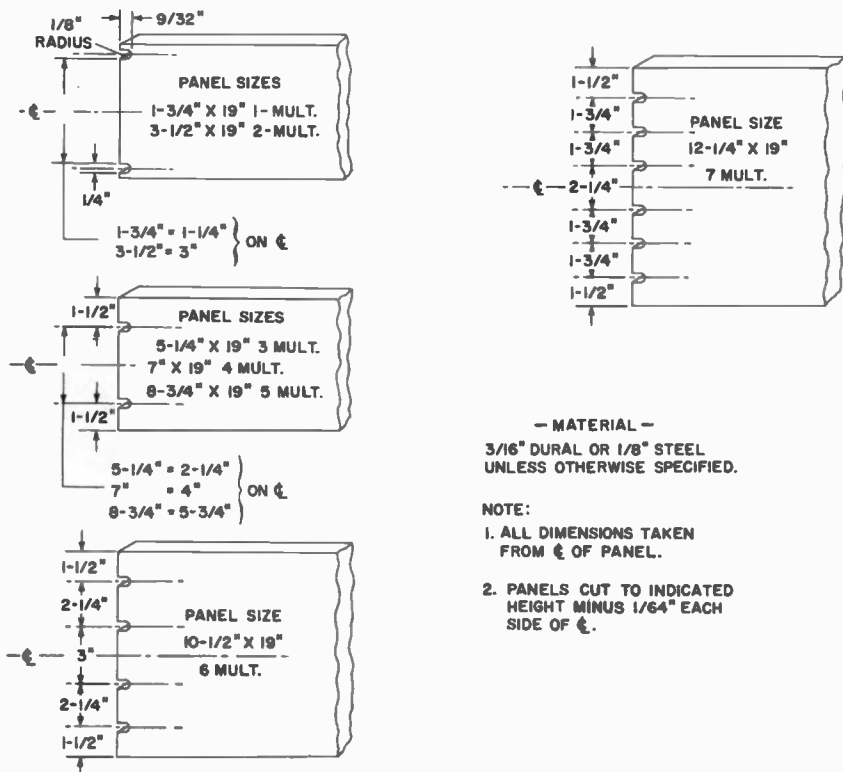 1/8"
RADIUS
9/32"
PANEL SIZES
1-3/4" X 19" 1-MULT.
3-1/2" X 19" 2-MULT.
℄
1/4"
1-3/4" = 1-1/4"
3-1/2" = 3"
ON ℄
1-1/2"
PANEL SIZES
5-1/4" X 19" 3 MULT.
7" X 19" 4 MULT.
8-3/4" X 19" 5 MULT.
℄
1-1/2"
5-1/4" = 2-1/4"
7" = 4"
8-3/4" = 5-3/4"
ON ℄
1-1/2"
2-1/4"
PANEL SIZE
10-1/2" X 19"
6 MULT.
℄
3"
2-1/4"
1-1/2"
1-1/2"
1-3/4"
PANEL SIZE
1-3/4"
12-1/4" X 19"
7 MULT.
℄ 2-1/4"
1-3/4"
1-3/4"
1-1/2"
- MATERIAL -
3/16" DURAL OR 1/8" STEEL
UNLESS OTHERWISE SPECIFIED.
NOTE:
1. ALL DIMENSIONS TAKEN
FROM ℄ OF PANEL.
2. PANELS CUT TO INDICATED
HEIGHT MINUS 1/64" EACH
SIDE OF ℄.